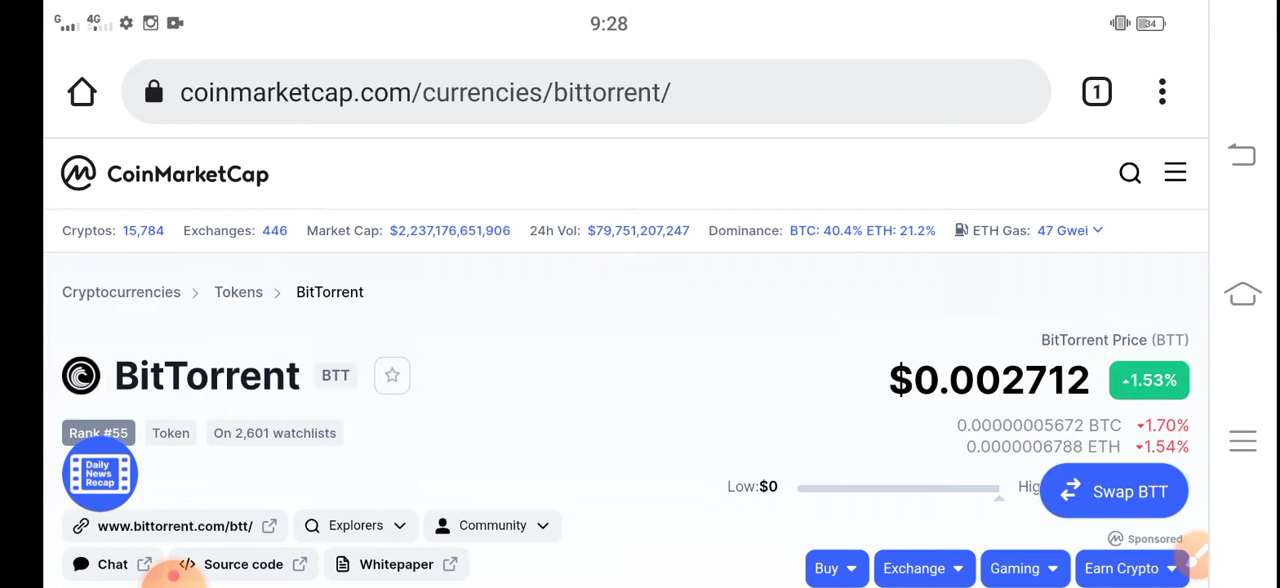 G 4G 9:28 34
coinmarketcap.com/currencies/bittorrent/ 1
CoinMarketCap
Cryptos: 15,784 Exchanges: 446 Market Cap: $2,237,176,651,906 24h Vol: $79,751,207,247 Dominance: BTC: 40.4% ETH: 21.2% ETH Gas: 47 Gwei
Cryptocurrencies > Tokens > BitTorrent
BitTorrent Price (BTT)
BitTorrent BTT $0.002712 1.53%
0.00000005672 BTC 1.70%
Rank #55 Token On 2,601 watchlists
0.0000006788 ETH 1.54%
Daily
News
Recap
Low:$0 Swap BTT
www.bittorrent.com/btt/ Explorers Community
Sponsored
Chat </> Source code Whitepaper Buy Exchange Gaming Earn Crypto